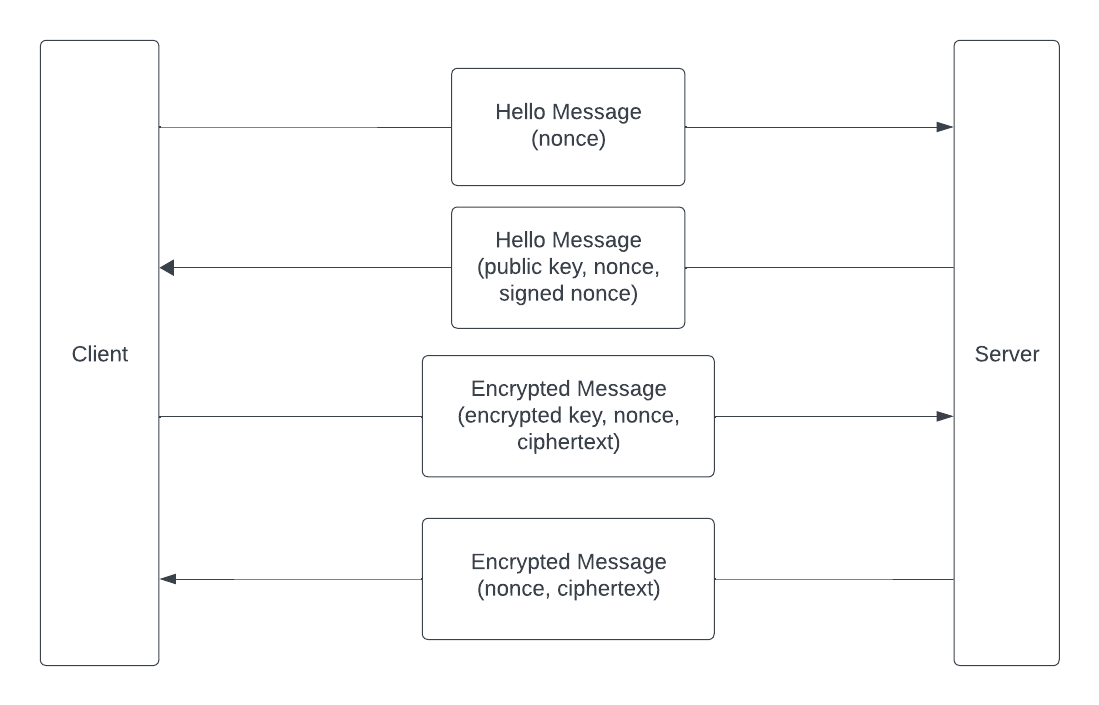 Hello Message
(nonce)
Hello Message
(public key, nonce,
signed nonce)
Client
Server
Encrypted Message
(encrypted key, nonce,
ciphertext)
Encrypted Message
(nonce, ciphertext)